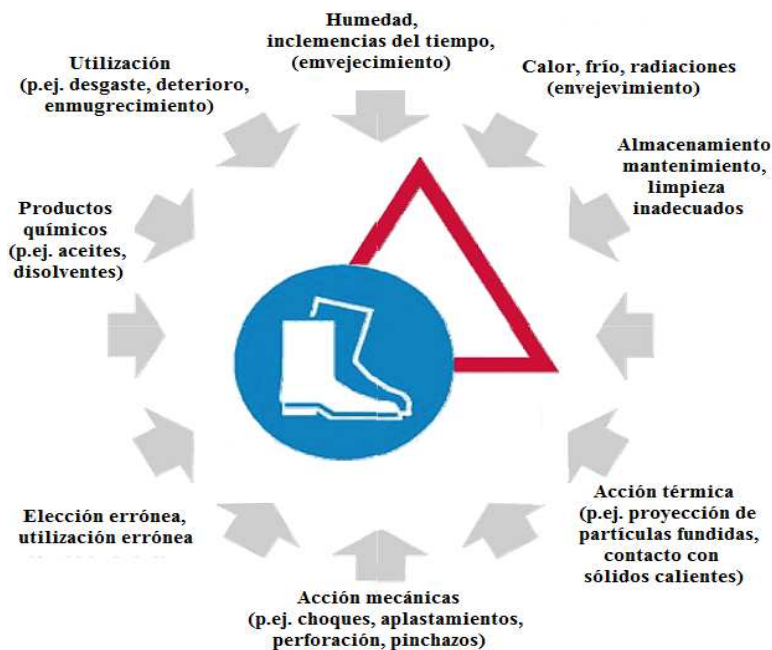 Humedad,
inclemencias del tiempo,
(emvejecimiento)
Utilización
(p.ej. desgaste, deterioro,
enmugrecimiento)
Calor, frío, radiaciones
(envejevimiento)
Almacenamiento
mantenimiento,
limpieza
inadecuados
Productos
químicos
(p.ej. aceites,
disolventes)
Elección errónea,
utilización errónea
Acción térmica
(p.ej. proyección de
partículas fundidas,
contacto con
sólidos calientes)
Acción mecánicas
(p.ej. choques, aplastamientos,
perforación, pinchazos)